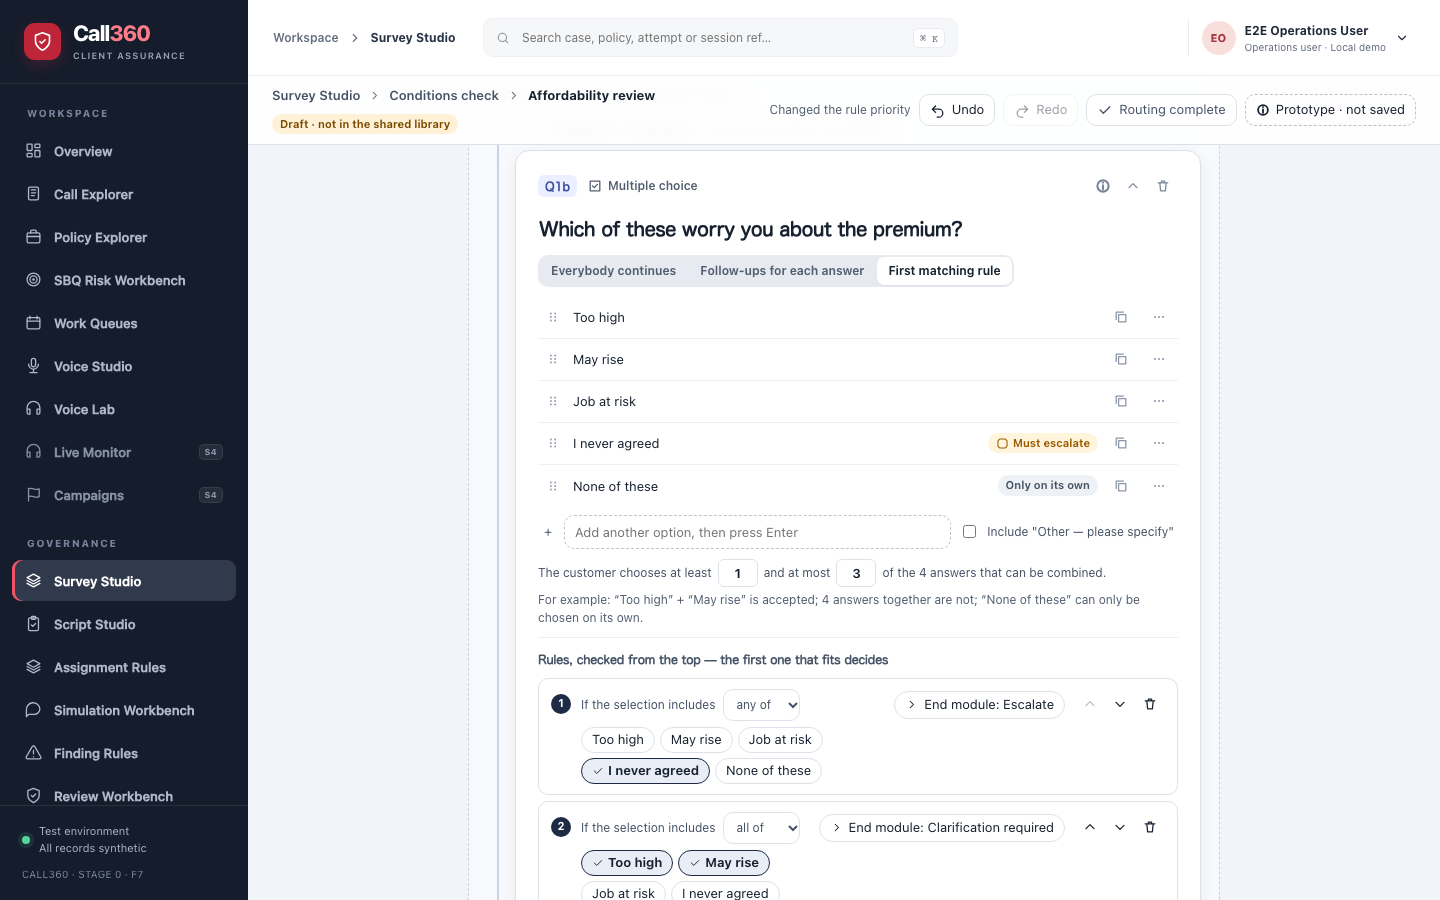 Call360
CLIENT ASSURANCE
WORKSPACE
Overview
Call Explorer
Policy Explorer
SBQ Risk Workbench
Work Queues
Voice Studio
Voice Lab
Live Monitor S4
Campaigns S4
GOVERNANCE
Survey Studio
Script Studio
Assignment Rules
Simulation Workbench
Finding Rules
Review Workbench
Test environment
All records synthetic
CALL360 · STAGE 0 · F7
Workspace > Survey Studio
Search case, policy, attempt or session ref...
⌘ K
EO
E2E Operations User
Operations user · Local demo
Survey Studio > Conditions check > Affordability review
Draft · not in the shared library
Changed the rule priority
Undo
Redo
Routing complete
Prototype · not saved
Q1b Multiple choice
Which of these worry you about the premium?
Everybody continues Follow-ups for each answer First matching rule
Too high
May rise
Job at risk
I never agreed Must escalate
None of these Only on its own
+ Add another option, then press Enter Include "Other — please specify"
The customer chooses at least 1 and at most 3 of the 4 answers that can be combined.
For example: “Too high” + “May rise” is accepted; 4 answers together are not; “None of these” can only be
chosen on its own.
Rules, checked from the top — the first one that fits decides
1 If the selection includes any of End module: Escalate
Too high May rise Job at risk
I never agreed None of these
2 If the selection includes all of End module: Clarification required
Too high May rise
Job at risk I never agreed